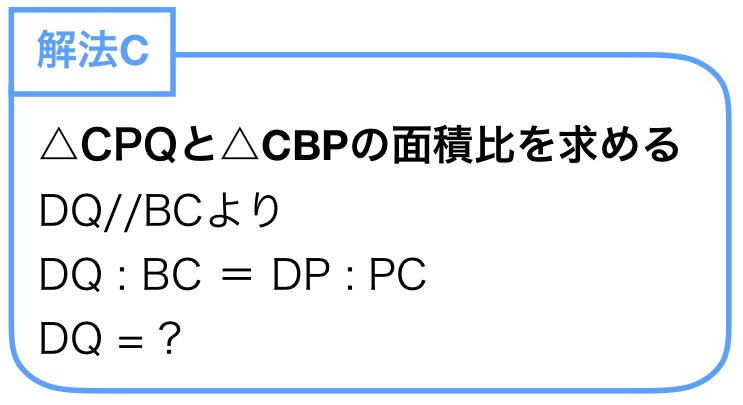 解法C
△CPQと△CBPの面積比を求める
DQ//BCより
DQ : BC ＝ DP : PC
DQ = ?